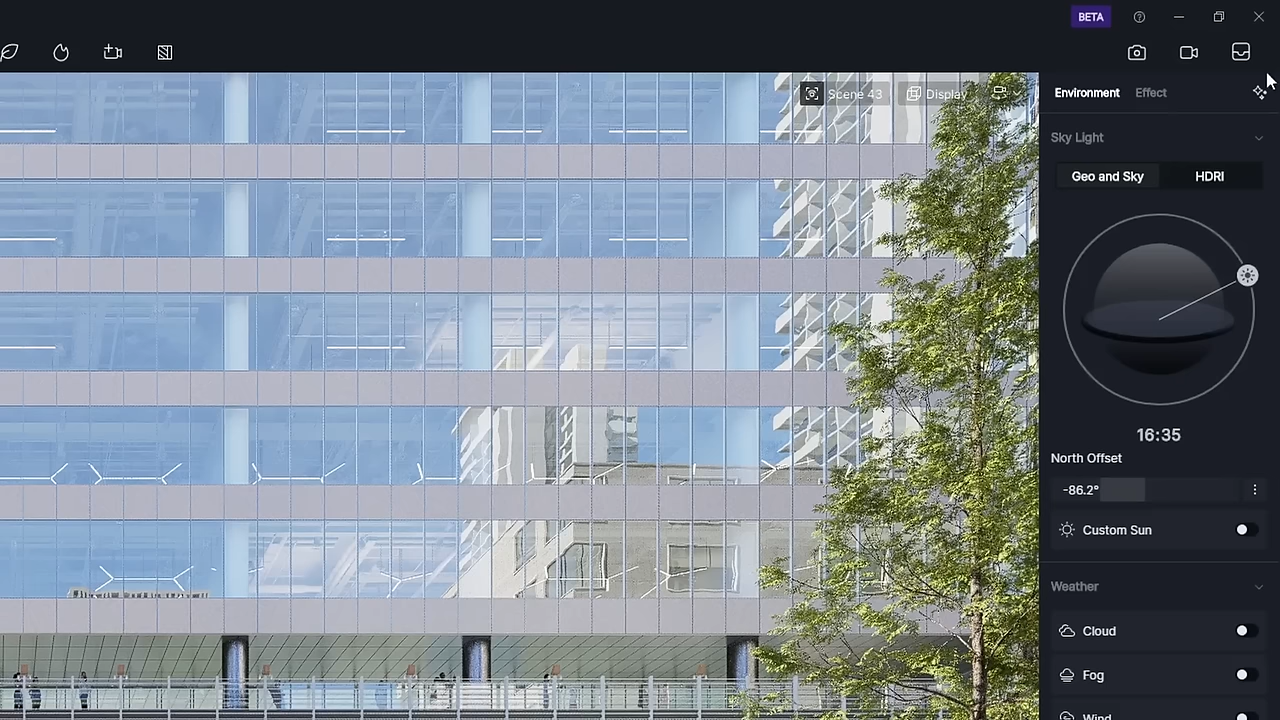 BETA
Scene 43
Display
Environment
Effect
Sky Light
Geo and Sky
HDRI
16:35
North Offset
-86.2°
Custom Sun
Weather
Cloud
Fog
Wind